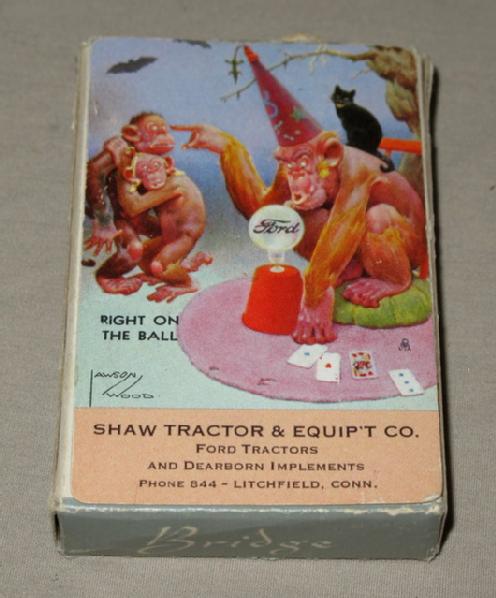 Ford
RIGHT ON
THE BALL
LAWSON
WOOD
SHAW TRACTOR & EQUIP'T CO.
FORD TRACTORS
AND DEARBORN IMPLEMENTS
PHONE 844 - LITCHFIELD, CONN.
Bridge